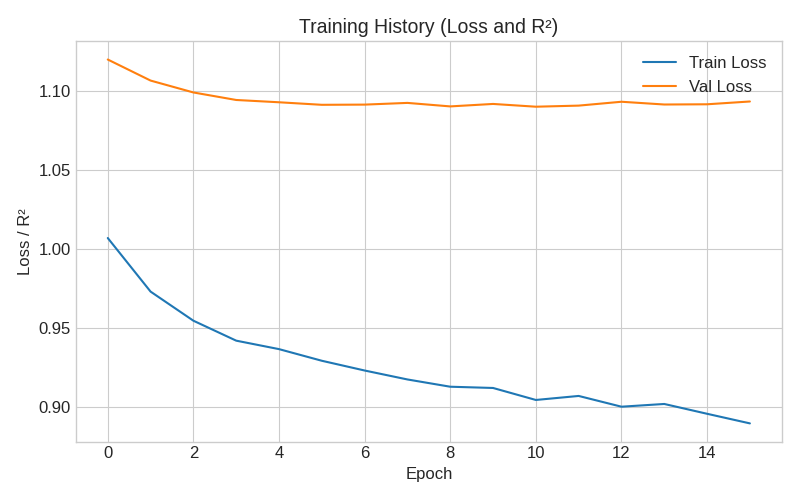 Training History (Loss and R²)
Train Loss
Val Loss
1.10
1.05
1.00
0.95
0.90
Loss / R²
0 2 4 6 8 10 12 14
Epoch